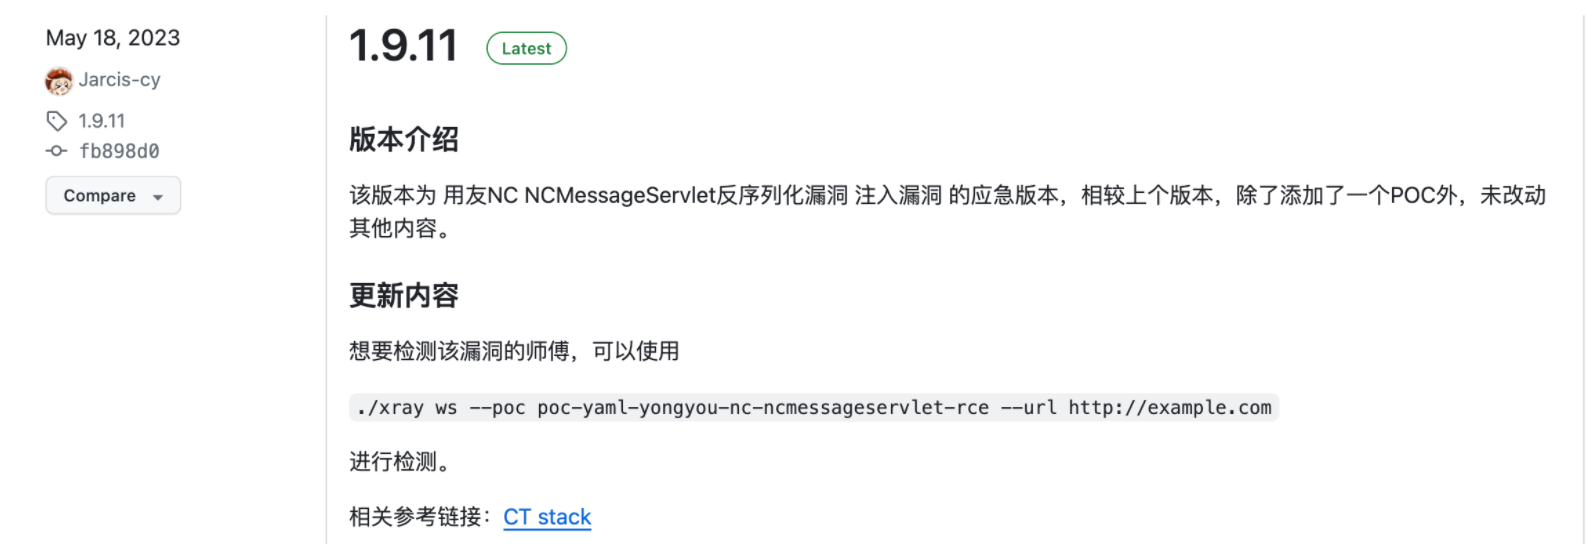 May 18, 2023
Jarcis-cy
1.9.11
fb898d0
Compare
1.9.11 Latest
版本介绍
该版本为 用友NC NCMessageServlet反序列化漏洞 注入漏洞 的应急版本，相较上个版本，除了添加了一个POC外，未改动
其他内容。
更新内容
想要检测该漏洞的师傅，可以使用
./xray ws --poc poc-yaml-yongyou-nc-ncmessageservlet-rce --url http://example.com
进行检测。
相关参考链接：CT stack